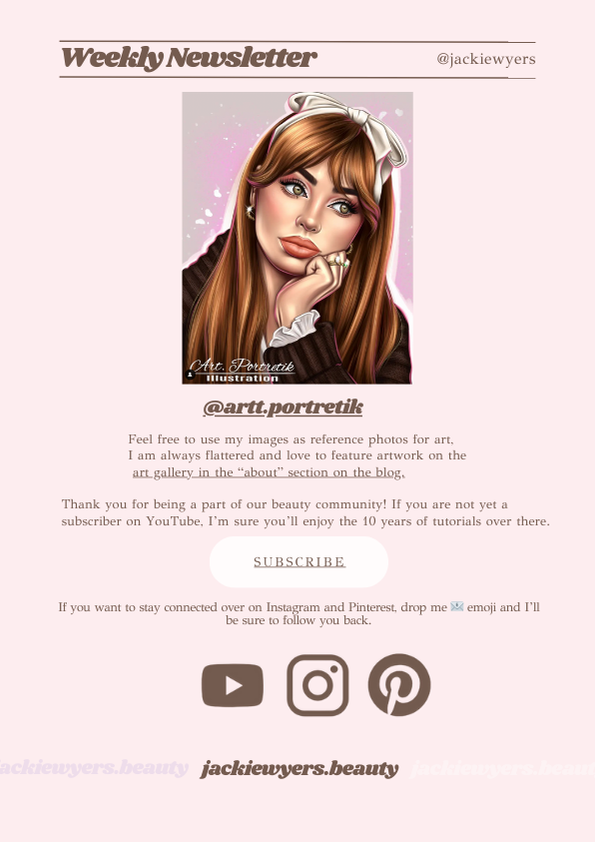 Weekly Newsletter
@jackiewyers
Art. Portretik
illustration
@artt.portretik
Feel free to use my images as reference photos for art,
I am always flattered and love to feature artwork on the
art gallery in the “about” section on the blog.
Thank you for being a part of our beauty community! If you are not yet a
subscriber on YouTube, I’m sure you’ll enjoy the 10 years of tutorials over there.
SUBSCRIBE
If you want to stay connected over on Instagram and Pinterest, drop me 📧 emoji and I’ll
be sure to follow you back.
jackiewyers.beauty jackiewyers.beauty jackiewyers.beauty